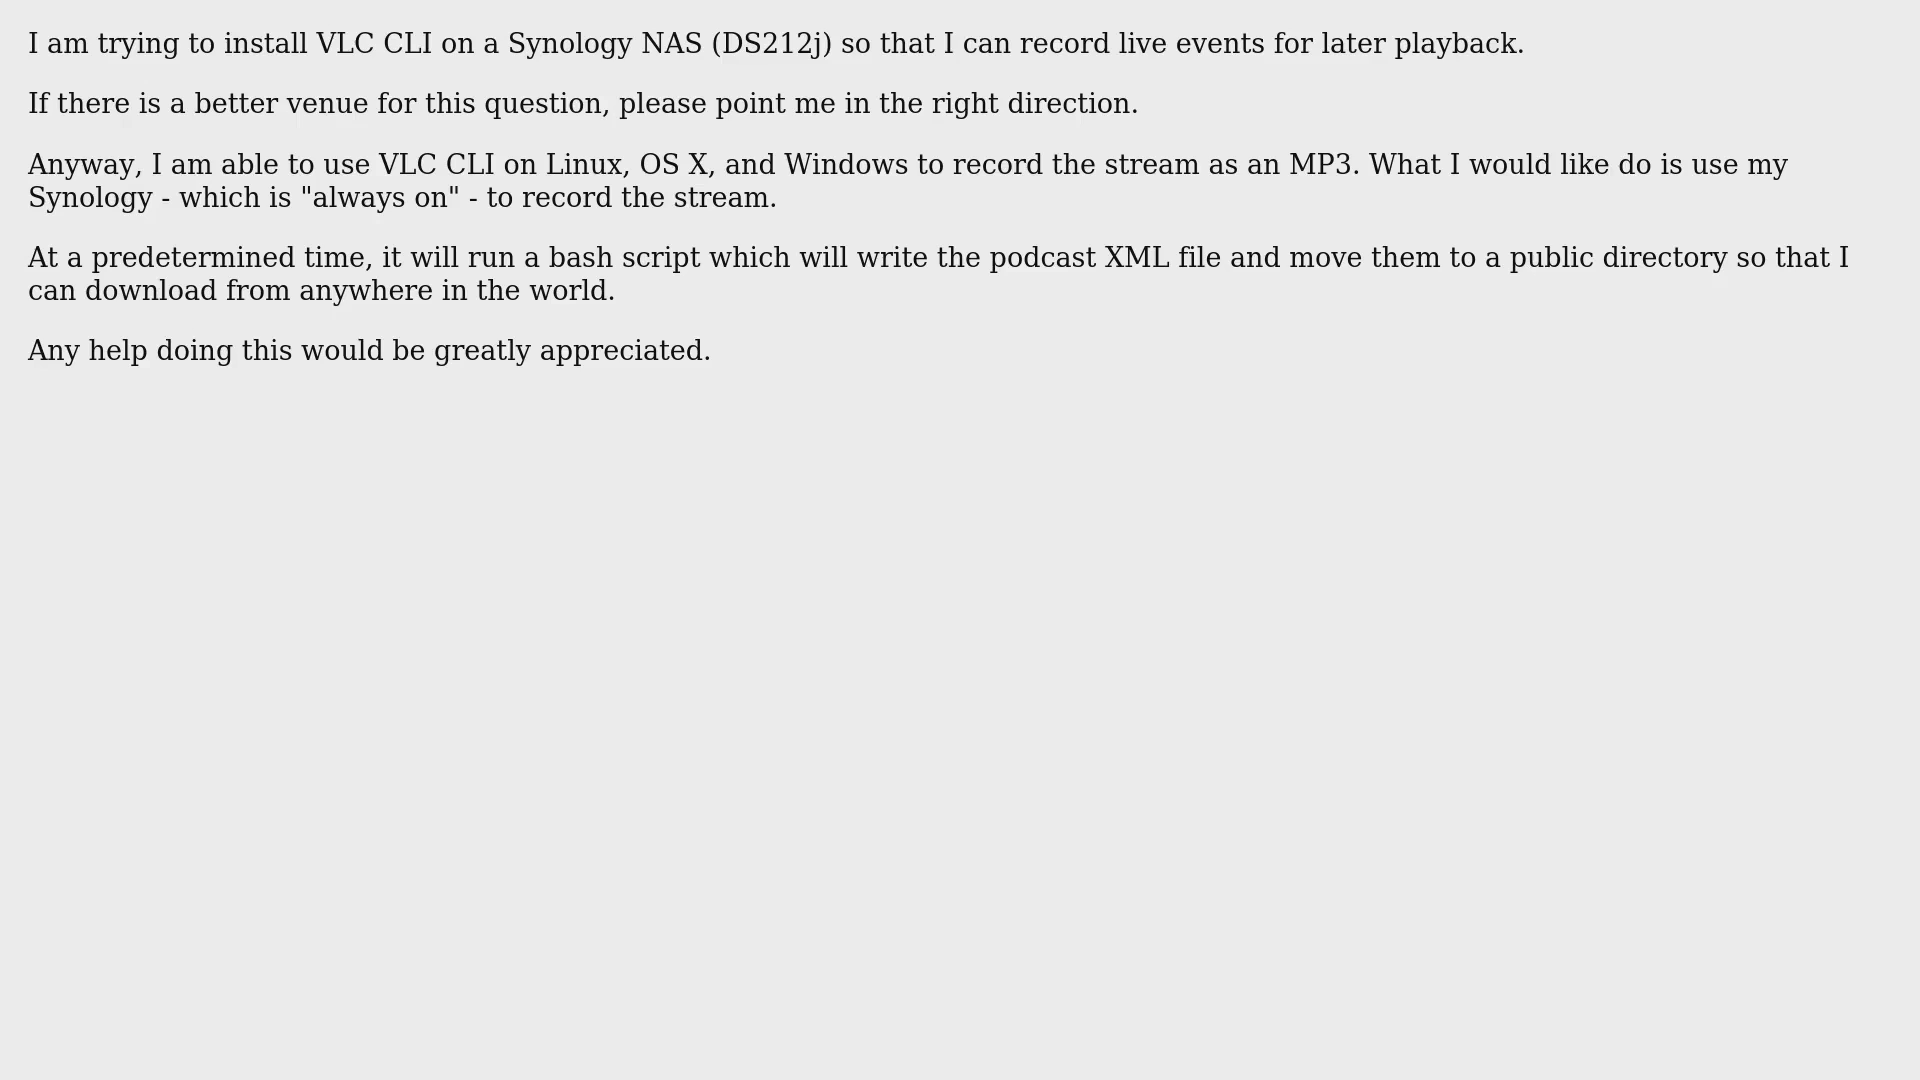 I am trying to install VLC CLI on a Synology NAS (DS212j) so that I can record live events for later playback.
If there is a better venue for this question, please point me in the right direction.
Anyway, I am able to use VLC CLI on Linux, OS X, and Windows to record the stream as an MP3. What I would like do is use my
Synology - which is "always on" - to record the stream.
At a predetermined time, it will run a bash script which will write the podcast XML file and move them to a public directory so that I
can download from anywhere in the world.
Any help doing this would be greatly appreciated.